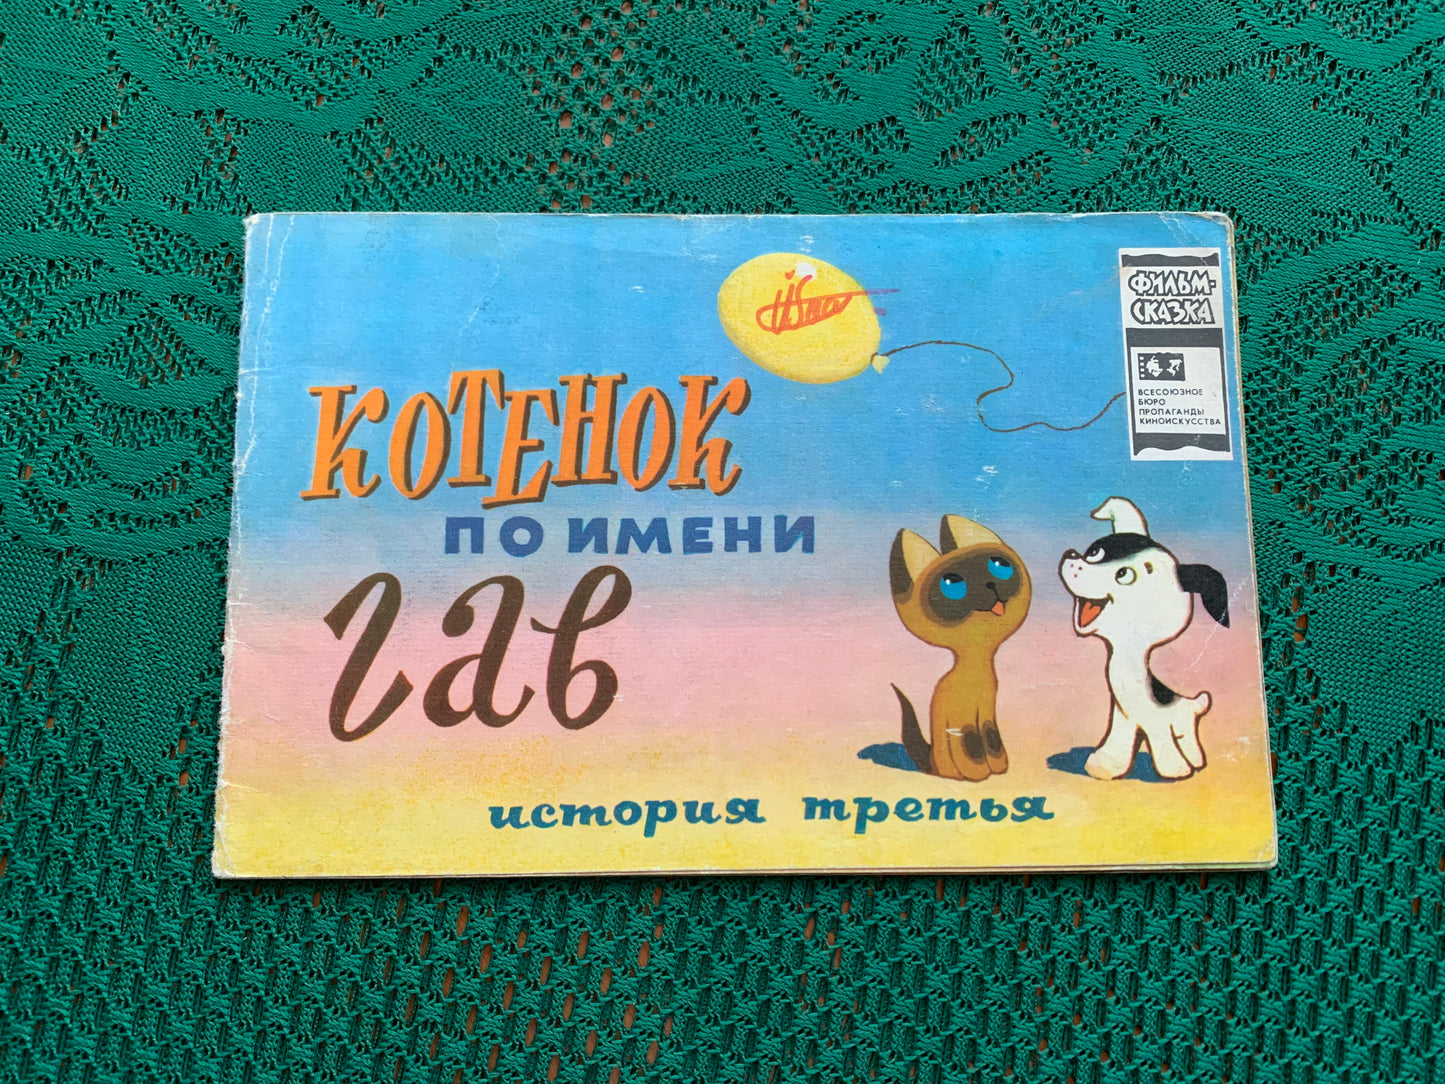 КОТЕНОК
ПО ИМЕНИ
гав
история третья
ФИЛЬМ-
СКАЗКА
ВСЕСОЮЗНОЕ
БЮРО
ПРОПАГАНДЫ
КИНОИСКУССТВА